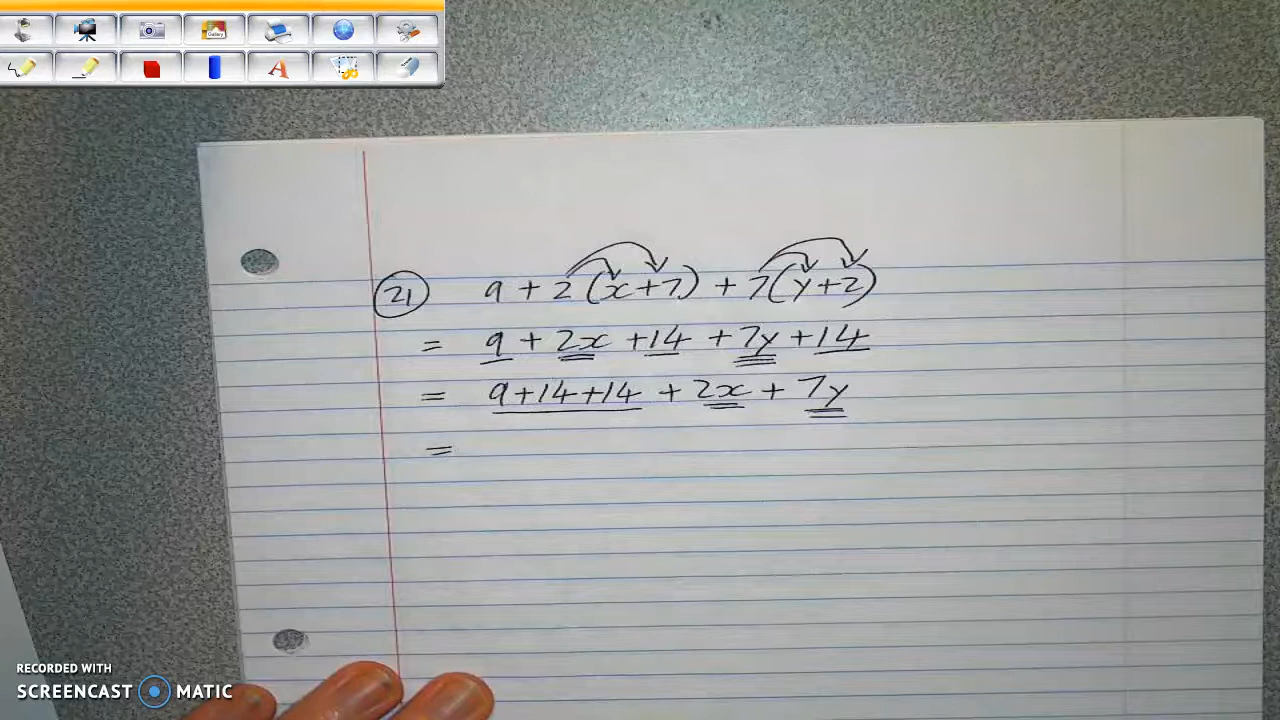 Gallery
A
21 9 + 2(x+7) + 7(y+2)
= 9 + 2x +14 + 7y +14
= 9+14+14 + 2x + 7y
=
RECORDED WITH
SCREENCAST MATIC